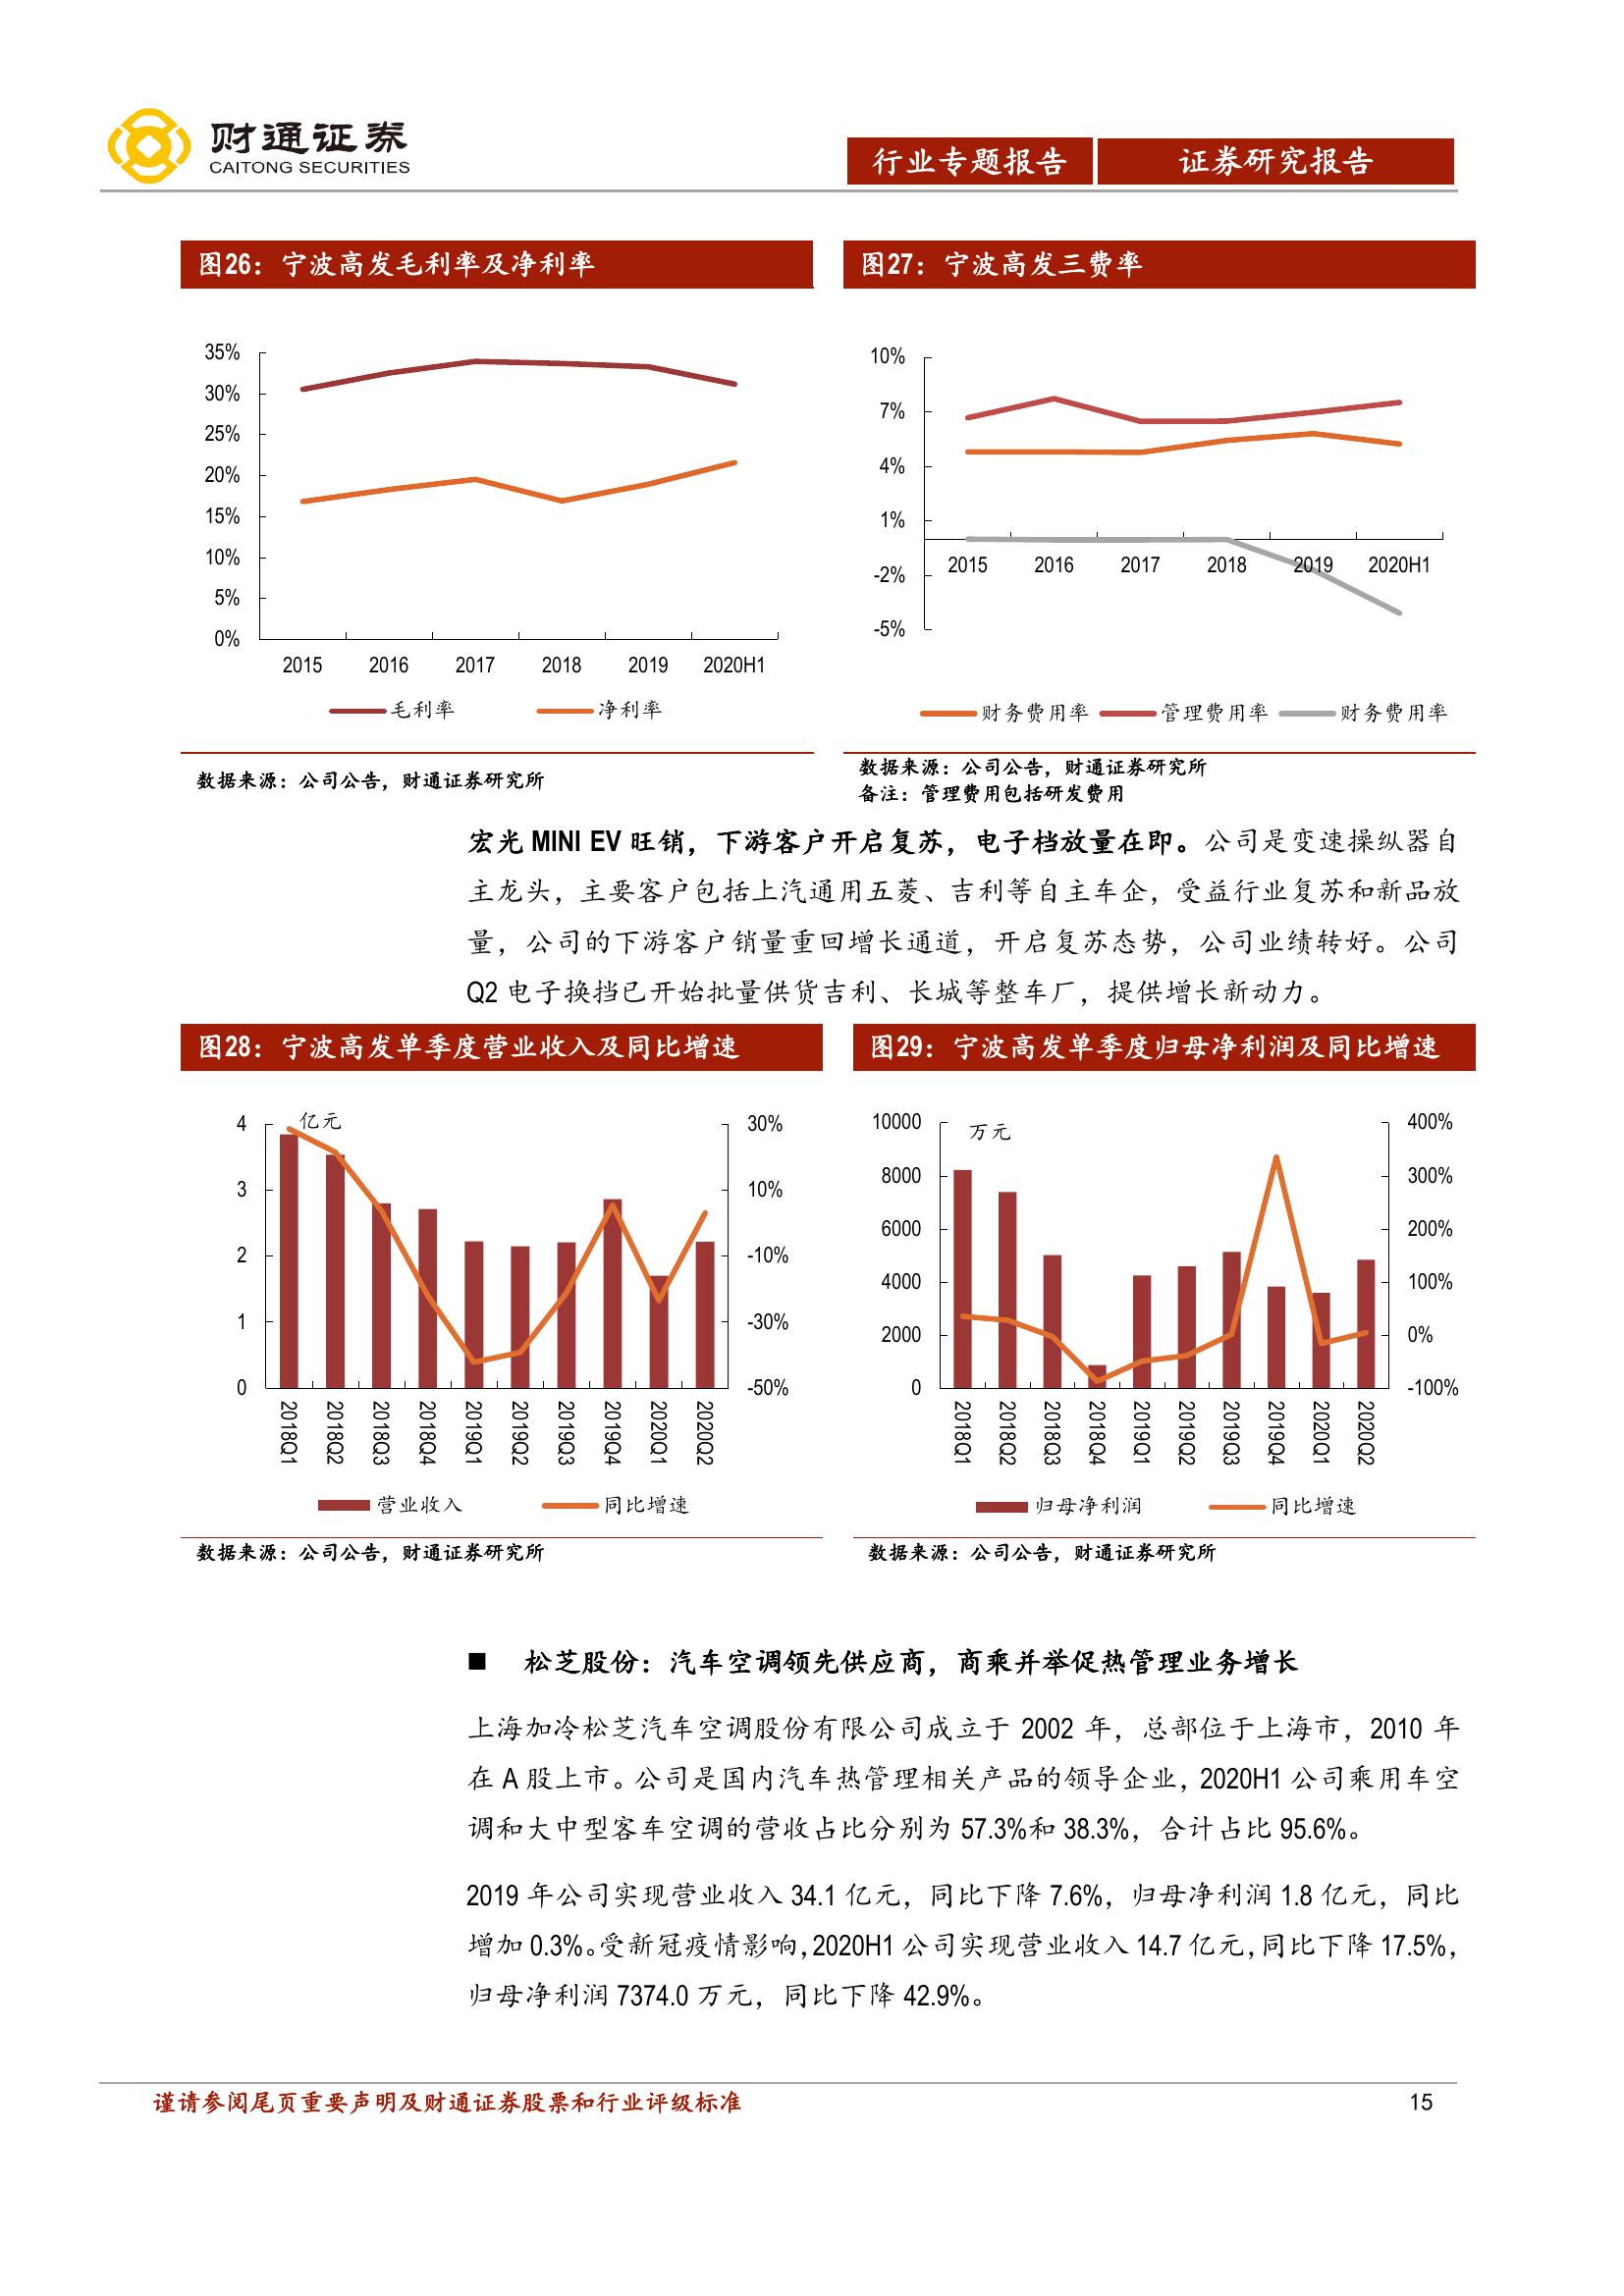 财通证券
CAITONG SECURITIES
行业专题报告 证券研究报告
图26：宁波高发毛利率及净利率
35%
30%
25%
20%
15%
10%
5%
0%
2015 2016 2017 2018 2019 2020H1
毛利率 净利率
数据来源：公司公告，财通证券研究所
图27：宁波高发三费率
10%
7%
4%
1%
-2%
-5%
2015 2016 2017 2018 2019 2020H1
财务费用率 管理费用率 财务费用率
数据来源：公司公告，财通证券研究所
备注：管理费用包括研发费用
宏光 MINI EV 旺销，下游客户开启复苏，电子档放量在即。公司是变速操纵器自
主龙头，主要客户包括上汽通用五菱、吉利等自主车企，受益行业复苏和新品放
量，公司的下游客户销量重回增长通道，开启复苏态势，公司业绩转好。公司
Q2 电子换挡已开始批量供货吉利、长城等整车厂，提供增长新动力。
图28：宁波高发单季度营业收入及同比增速
亿元
4
3
2
1
0
30%
10%
-10%
-30%
-50%
2018Q1 2018Q2 2018Q3 2018Q4 2019Q1 2019Q2 2019Q3 2019Q4 2020Q1 2020Q2
营业收入 同比增速
数据来源：公司公告，财通证券研究所
图29：宁波高发单季度归母净利润及同比增速
万元
10000
8000
6000
4000
2000
0
400%
300%
200%
100%
0%
-100%
2018Q1 2018Q2 2018Q3 2018Q4 2019Q1 2019Q2 2019Q3 2019Q4 2020Q1 2020Q2
归母净利润 同比增速
数据来源：公司公告，财通证券研究所
■ 松芝股份：汽车空调领先供应商，商乘并举促热管理业务增长
上海加冷松芝汽车空调股份有限公司成立于 2002 年，总部位于上海市，2010 年
在 A 股上市。公司是国内汽车热管理相关产品的领导企业，2020H1 公司乘用车空
调和大中型客车空调的营收占比分别为 57.3%和 38.3%，合计占比 95.6%。
2019 年公司实现营业收入 34.1 亿元，同比下降 7.6%，归母净利润 1.8 亿元，同比
增加 0.3%。受新冠疫情影响，2020H1 公司实现营业收入 14.7 亿元，同比下降 17.5%，
归母净利润 7374.0 万元，同比下降 42.9%。
谨请参阅尾页重要声明及财通证券股票和行业评级标准 15